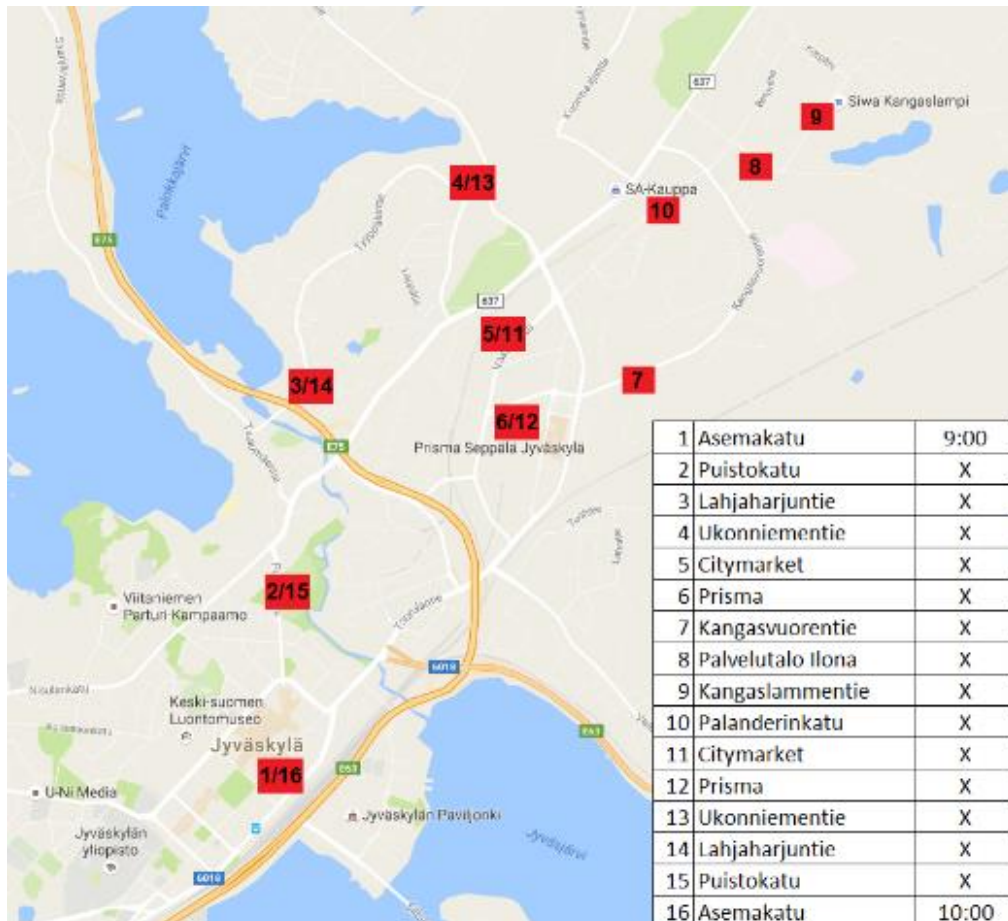 637
Siwa Kangaslampi
9
8
SA-Kauppa
10
4/13
E75
637
5/11
3/14
7
6/12
Prisma Seppälä Jyväskylä
E75
2/15
Viitaniemen
Parturi-Kampaamo
6018
Keski-suomen
Luontomuseo
E63
Jyväskylä
1/16
E63
U-Ni Media
Jyväskylän Paviljonki
Jyväskylän
yliopisto
Jyväsjärvi
6018
1 Asemakatu 9:00
2 Puistokatu X
3 Lahjaharjuntie X
4 Ukonniementie X
5 Citymarket X
6 Prisma X
7 Kangasvuorentie X
8 Palvelutalo Ilona X
9 Kangaslammentie X
10 Palanderinkatu X
11 Citymarket X
12 Prisma X
13 Ukonniementie X
14 Lahjaharjuntie X
15 Puistokatu X
16 Asemakatu 10:00